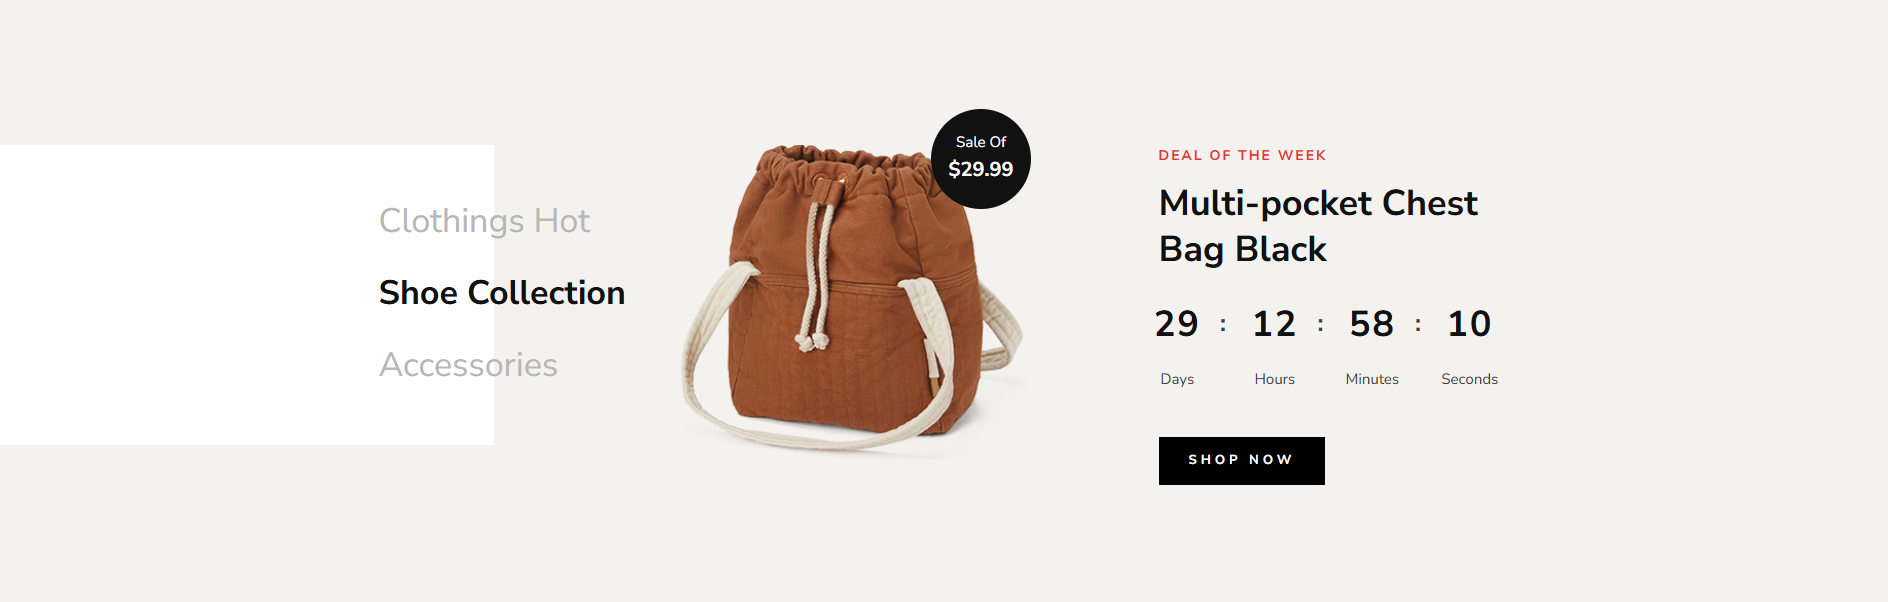 Clothings Hot
Shoe Collection
Accessories
Sale Of
$29.99
DEAL OF THE WEEK
Multi-pocket Chest
Bag Black
29 : 12 : 58 : 10
Days Hours Minutes Seconds
SHOP NOW